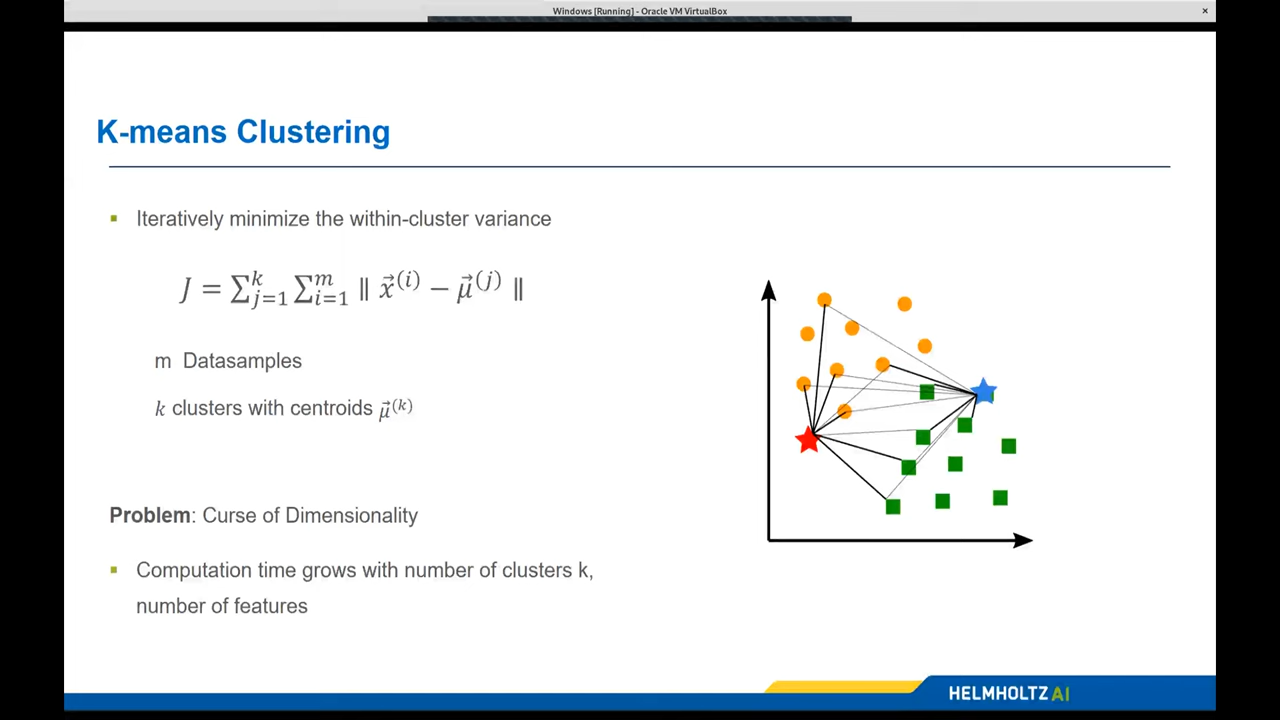 Windows [Running] - Oracle VM VirtualBox
×
K-means Clustering
▪ Iteratively minimize the within-cluster variance
J = ∑_{j=1}^{k} ∑_{i=1}^{m} ‖ x⃗^{(i)} − μ⃗^{(j)} ‖
m Datasamples
k clusters with centroids μ⃗^{(k)}
Problem: Curse of Dimensionality
▪ Computation time grows with number of clusters k,
number of features
HELMHOLTZ AI